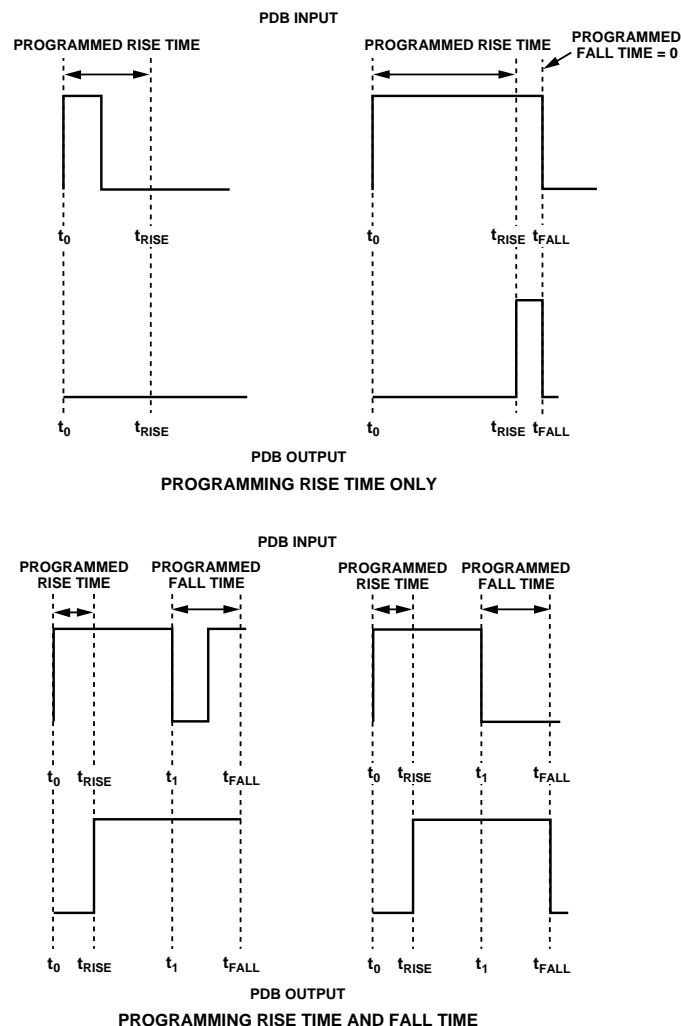 PDB INPUT
PROGRAMMED RISE TIME
PROGRAMMED RISE TIME
PROGRAMMED
FALL TIME = 0
t0 tRISE
t0 tRISE tFALL
t0 tRISE
t0 tRISE tFALL
PDB OUTPUT
PROGRAMMING RISE TIME ONLY
PDB INPUT
PROGRAMMED
RISE TIME
PROGRAMMED
FALL TIME
PROGRAMMED
RISE TIME
PROGRAMMED
FALL TIME
t0 tRISE t1 tFALL
t0 tRISE t1 tFALL
t0 tRISE t1 tFALL
t0 tRISE t1 tFALL
PDB OUTPUT
PROGRAMMING RISE TIME AND FALL TIME